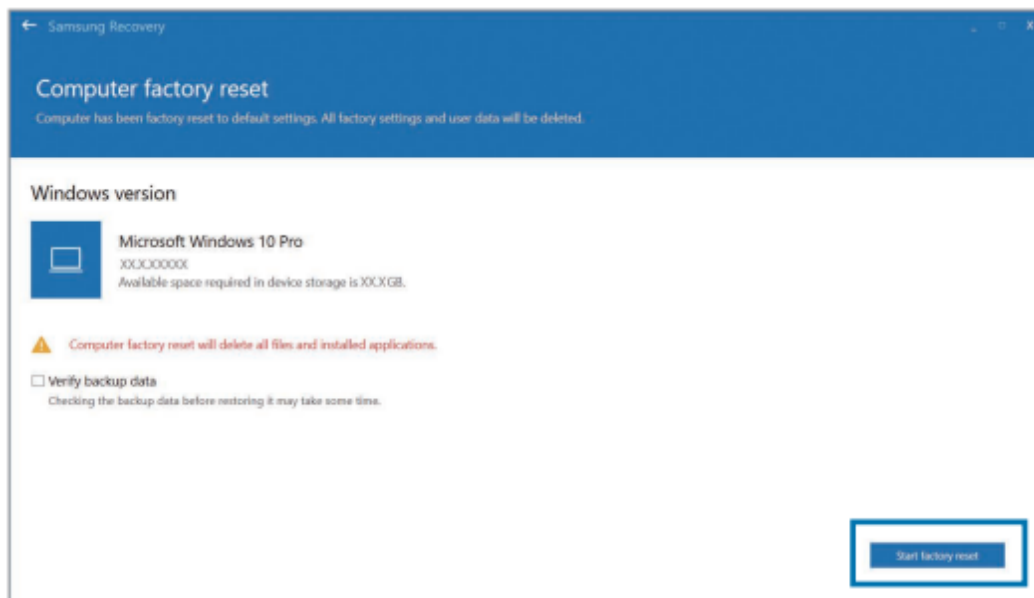 Samsung Recovery
Computer factory reset
Computer has been factory reset to default settings. All factory settings and user data will be deleted.
Windows version
Microsoft Windows 10 Pro
XX.X.XXXXX
Available space required in device storage is XX.XGB.
Computer factory reset will delete all files and installed applications.
Verify backup data
Checking the backup data before restoring it may take some time.
Start factory reset